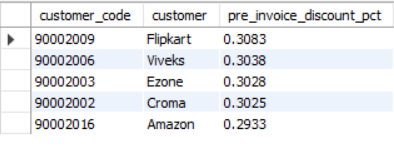 customer_code customer pre_invoice_discount_pct
90002009 Flipkart 0.3083
90002006 Viveks 0.3038
90002003 Ezone 0.3028
90002002 Croma 0.3025
90002016 Amazon 0.2933